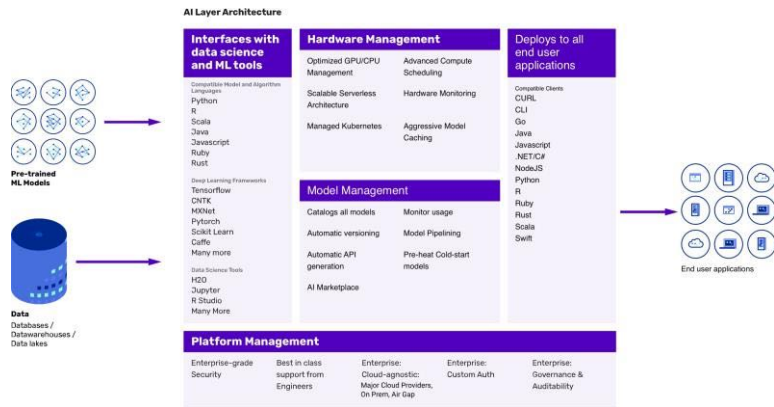 AI Layer Architecture
Pre-trained
ML Models
Data
Databases /
Datawarehouses /
Data lakes
Interfaces with
data science
and ML tools
Compatible Model and Algorithm
Languages
Python
R
Scala
Java
Javascript
Ruby
Rust
Deep Learning Frameworks
Tensorflow
CNTK
MXNet
Pytorch
Scikit Learn
Caffe
Many more
Data Science Tools
H2O
Jupyter
R Studio
Many More
Hardware Management
Optimized GPU/CPU
Management
Scalable Serverless
Architecture
Managed Kubernetes
Advanced Compute
Scheduling
Hardware Monitoring
Aggressive Model
Caching
Model Management
Catalogs all models
Automatic versioning
Automatic API
generation
AI Marketplace
Monitor usage
Model Pipelining
Pre-heat Cold-start
models
Deploys to all
end user
applications
Compatible Clients
CURL
CLI
Go
Java
Javascript
.NET/C#
NodeJS
Python
R
Ruby
Rust
Scala
Swift
End user applications
Platform Management
Enterprise-grade
Security
Best in class
support from
Engineers
Enterprise:
Cloud-agnostic:
Major Cloud Providers,
On Prem, Air Gap
Enterprise:
Custom Auth
Enterprise:
Governance &
Auditability